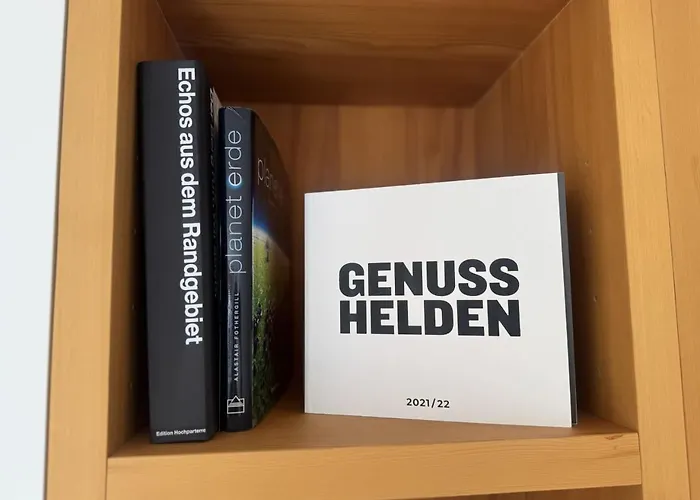 Echos aus dem Randgebiet
Edition Hochparterre
planet erde
ALASTAIR FOTHERGILL
GENUSS
HELDEN
2021/22